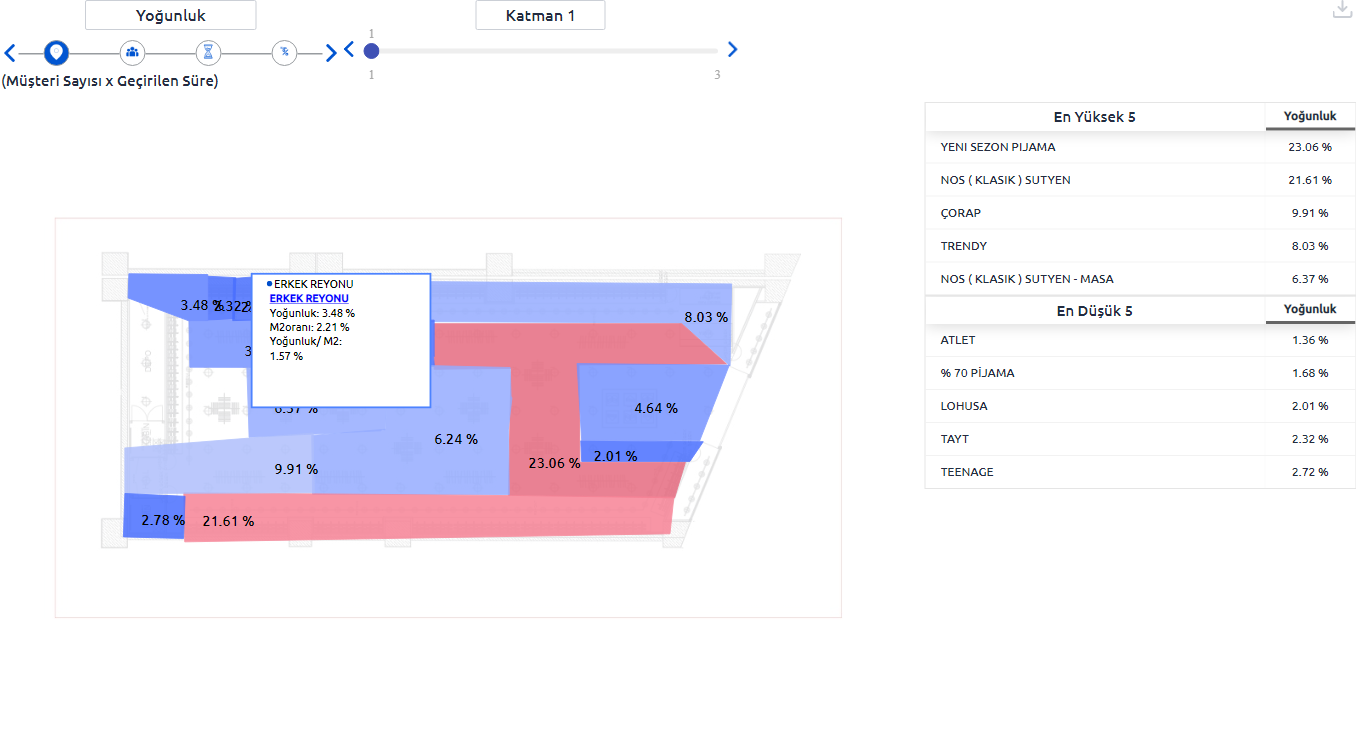 Yoğunluk
Katman 1
1
1
3
(Müşteri Sayısı x Geçirilen Süre)
En Yüksek 5 Yoğunluk
YENI SEZON PIJAMA 23.06 %
NOS ( KLASIK ) SUTYEN 21.61 %
ÇORAP 9.91 %
TRENDY 8.03 %
NOS ( KLASIK ) SUTYEN - MASA 6.37 %
En Düşük 5 Yoğunluk
ATLET 1.36 %
% 70 PİJAMA 1.68 %
LOHUSA 2.01 %
TAYT 2.32 %
TEENAGE 2.72 %
ERKEK REYONU
ERKEK REYONU
Yoğunluk: 3.48 %
M2oranı: 2.21 %
Yoğunluk/ M2:
1.57 %
3.48 %
8.03 %
6.37 %
4.64 %
6.24 %
2.01 %
23.06 %
9.91 %
2.78 %
21.61 %